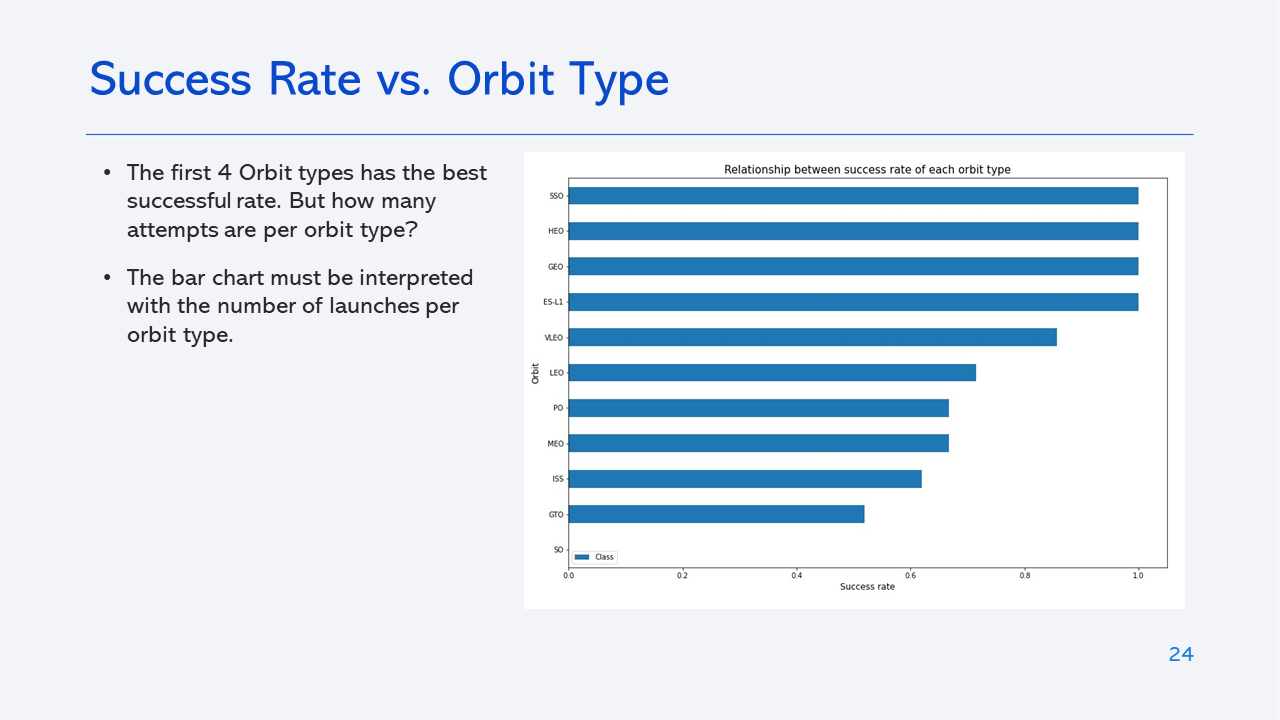 Success Rate vs. Orbit Type
• The first 4 Orbit types has the best
successful rate. But how many
attempts are per orbit type?
• The bar chart must be interpreted
with the number of launches per
orbit type.
Relationship between success rate of each orbit type
SSO
HEO
GEO
ES-L1
VLEO
LEO
PO
MEO
ISS
GTO
SO
Orbit
Class
0.0 0.2 0.4 0.6 0.8 1.0
Success rate
24